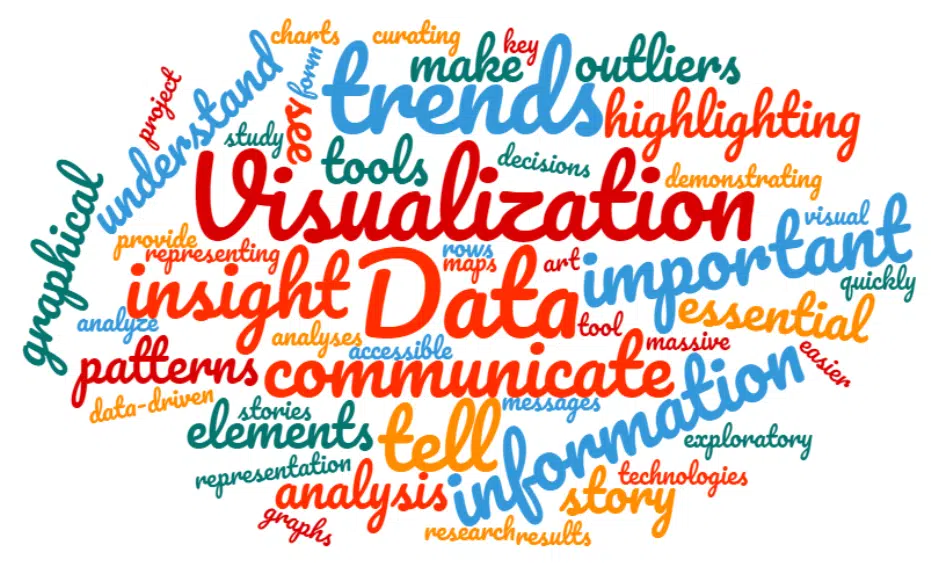 charts
curating
key
form
make
outliers
trends
understand
project
see
highlighting
study
tools
decisions
Visualization
demonstrating
graphical
visual
provide
representing
rows
maps
art
important
quickly
insight
Data
essential
analyze
analyses
accessible
tool
massive
easier
patterns
communicate
data-driven
stories
messages
information
elements
tell
exploratory
representation
analysis
story
technologies
graphs
research
results